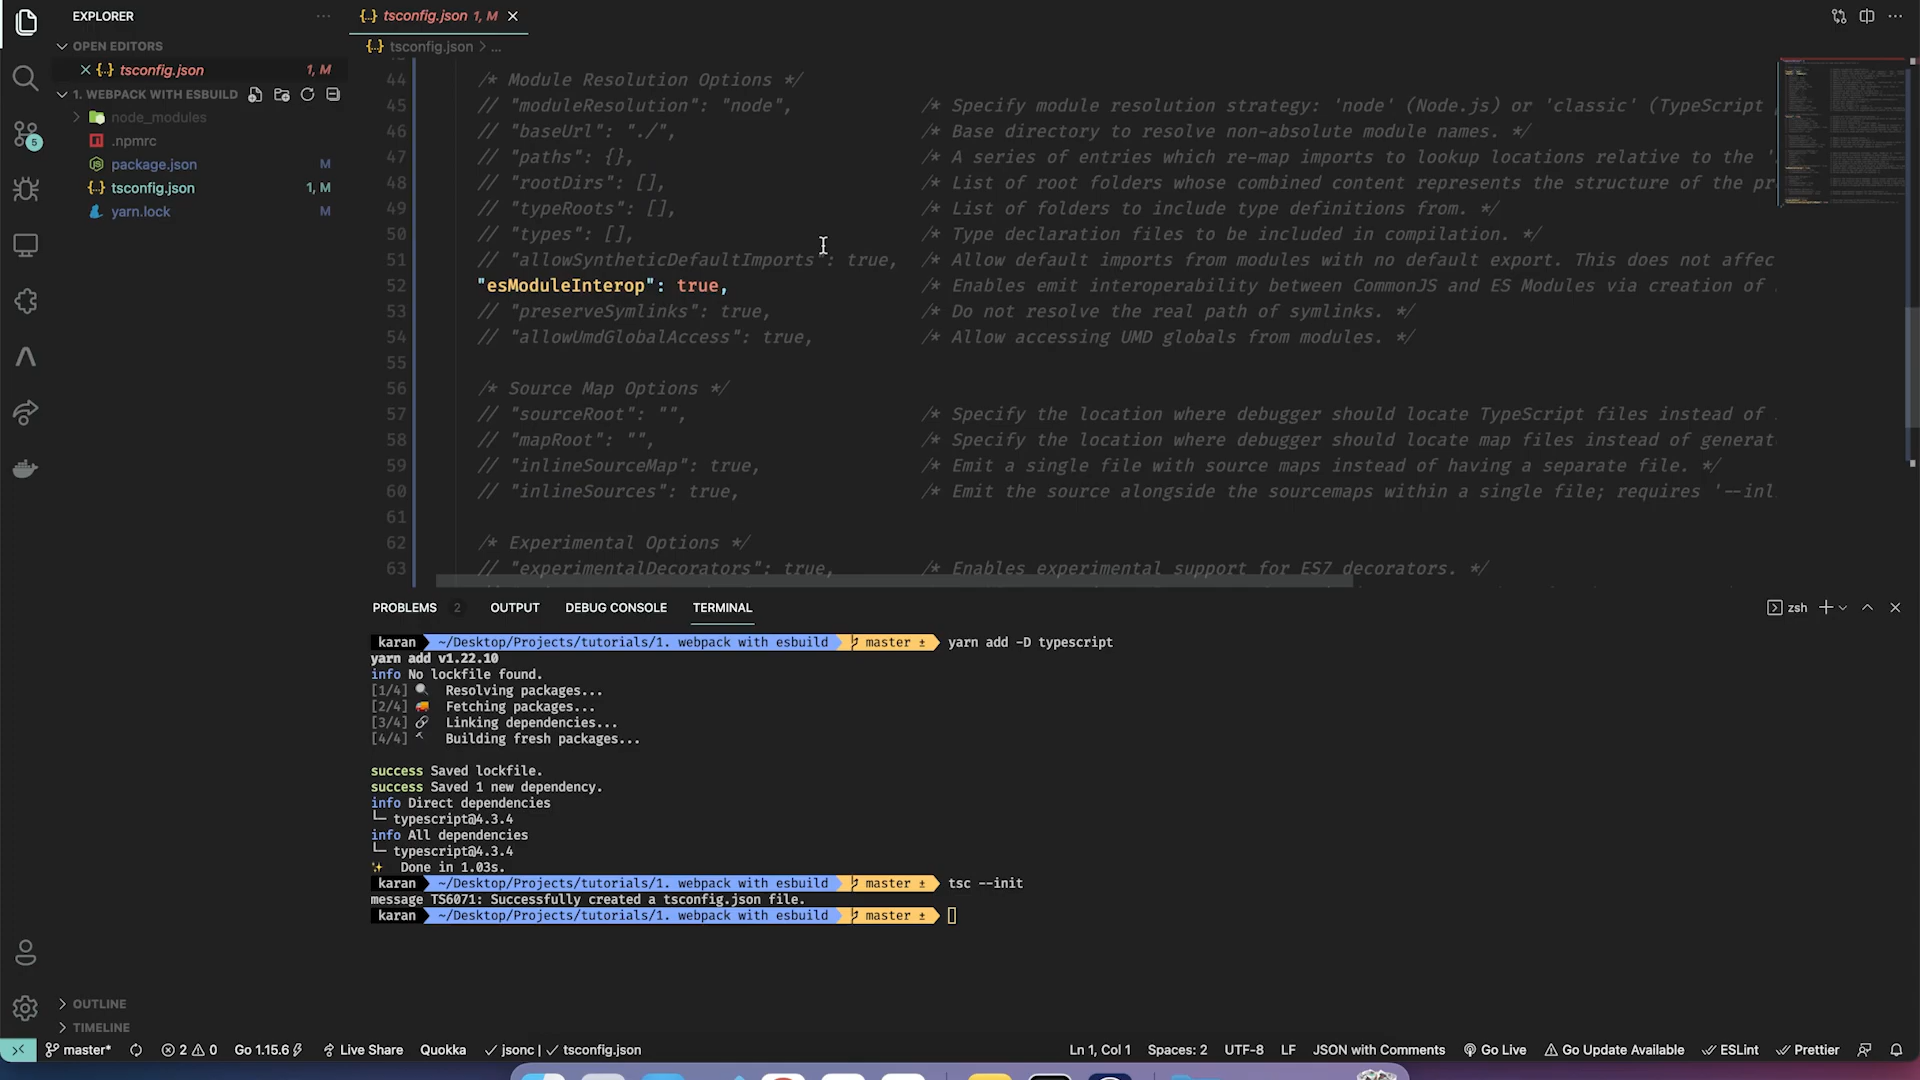 EXPLORER
tsconfig.json 1, M
tsconfig.json > ...
OPEN EDITORS
tsconfig.json 1, M
1. WEBPACK WITH ESBUILD
node_modules
.npmrc
package.json M
tsconfig.json 1, M
yarn.lock M
5
44 /* Module Resolution Options */
45 // "moduleResolution": "node", /* Specify module resolution strategy: 'node' (Node.js) or 'classic' (TypeScript
46 // "baseUrl": "./", /* Base directory to resolve non-absolute module names. */
47 // "paths": {}, /* A series of entries which re-map imports to lookup locations relative to the '
48 // "rootDirs": [], /* List of root folders whose combined content represents the structure of the pr
49 // "typeRoots": [], /* List of folders to include type definitions from. */
50 // "types": [], /* Type declaration files to be included in compilation. */
51 // "allowSyntheticDefaultImports": true, /* Allow default imports from modules with no default export. This does not affec
52 "esModuleInterop": true, /* Enables emit interoperability between CommonJS and ES Modules via creation of
53 // "preserveSymlinks": true, /* Do not resolve the real path of symlinks. */
54 // "allowUmdGlobalAccess": true, /* Allow accessing UMD globals from modules. */
55
56 /* Source Map Options */
57 // "sourceRoot": "", /* Specify the location where debugger should locate TypeScript files instead of
58 // "mapRoot": "", /* Specify the location where debugger should locate map files instead of generat
59 // "inlineSourceMap": true, /* Emit a single file with source maps instead of having a separate file. */
60 // "inlineSources": true, /* Emit the source alongside the sourcemaps within a single file; requires '--inl
61
62 /* Experimental Options */
63 // "experimentalDecorators": true, /* Enables experimental support for ES7 decorators. */
PROBLEMS 2 OUTPUT DEBUG CONSOLE TERMINAL zsh
karan ~/Desktop/Projects/tutorials/1. webpack with esbuild master ± yarn add -D typescript
yarn add v1.22.10
info No lockfile found.
[1/4] Resolving packages...
[2/4] Fetching packages...
[3/4] Linking dependencies...
[4/4] Building fresh packages...
success Saved lockfile.
success Saved 1 new dependency.
info Direct dependencies
└─ typescript@4.3.4
info All dependencies
└─ typescript@4.3.4
Done in 1.03s.
karan ~/Desktop/Projects/tutorials/1. webpack with esbuild master ± tsc --init
message TS6071: Successfully created a tsconfig.json file.
karan ~/Desktop/Projects/tutorials/1. webpack with esbuild master ±
OUTLINE
TIMELINE
master* 2 0 Go 1.15.6 Live Share Quokka jsonc | tsconfig.json Ln 1, Col 1 Spaces: 2 UTF-8 LF JSON with Comments Go Live Go Update Available ESLint Prettier